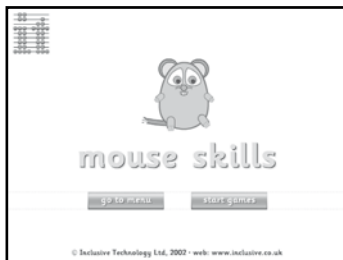 mouse skills
go to menu
start games
© Inclusive Technology Ltd, 2002 • web: www.inclusive.co.uk